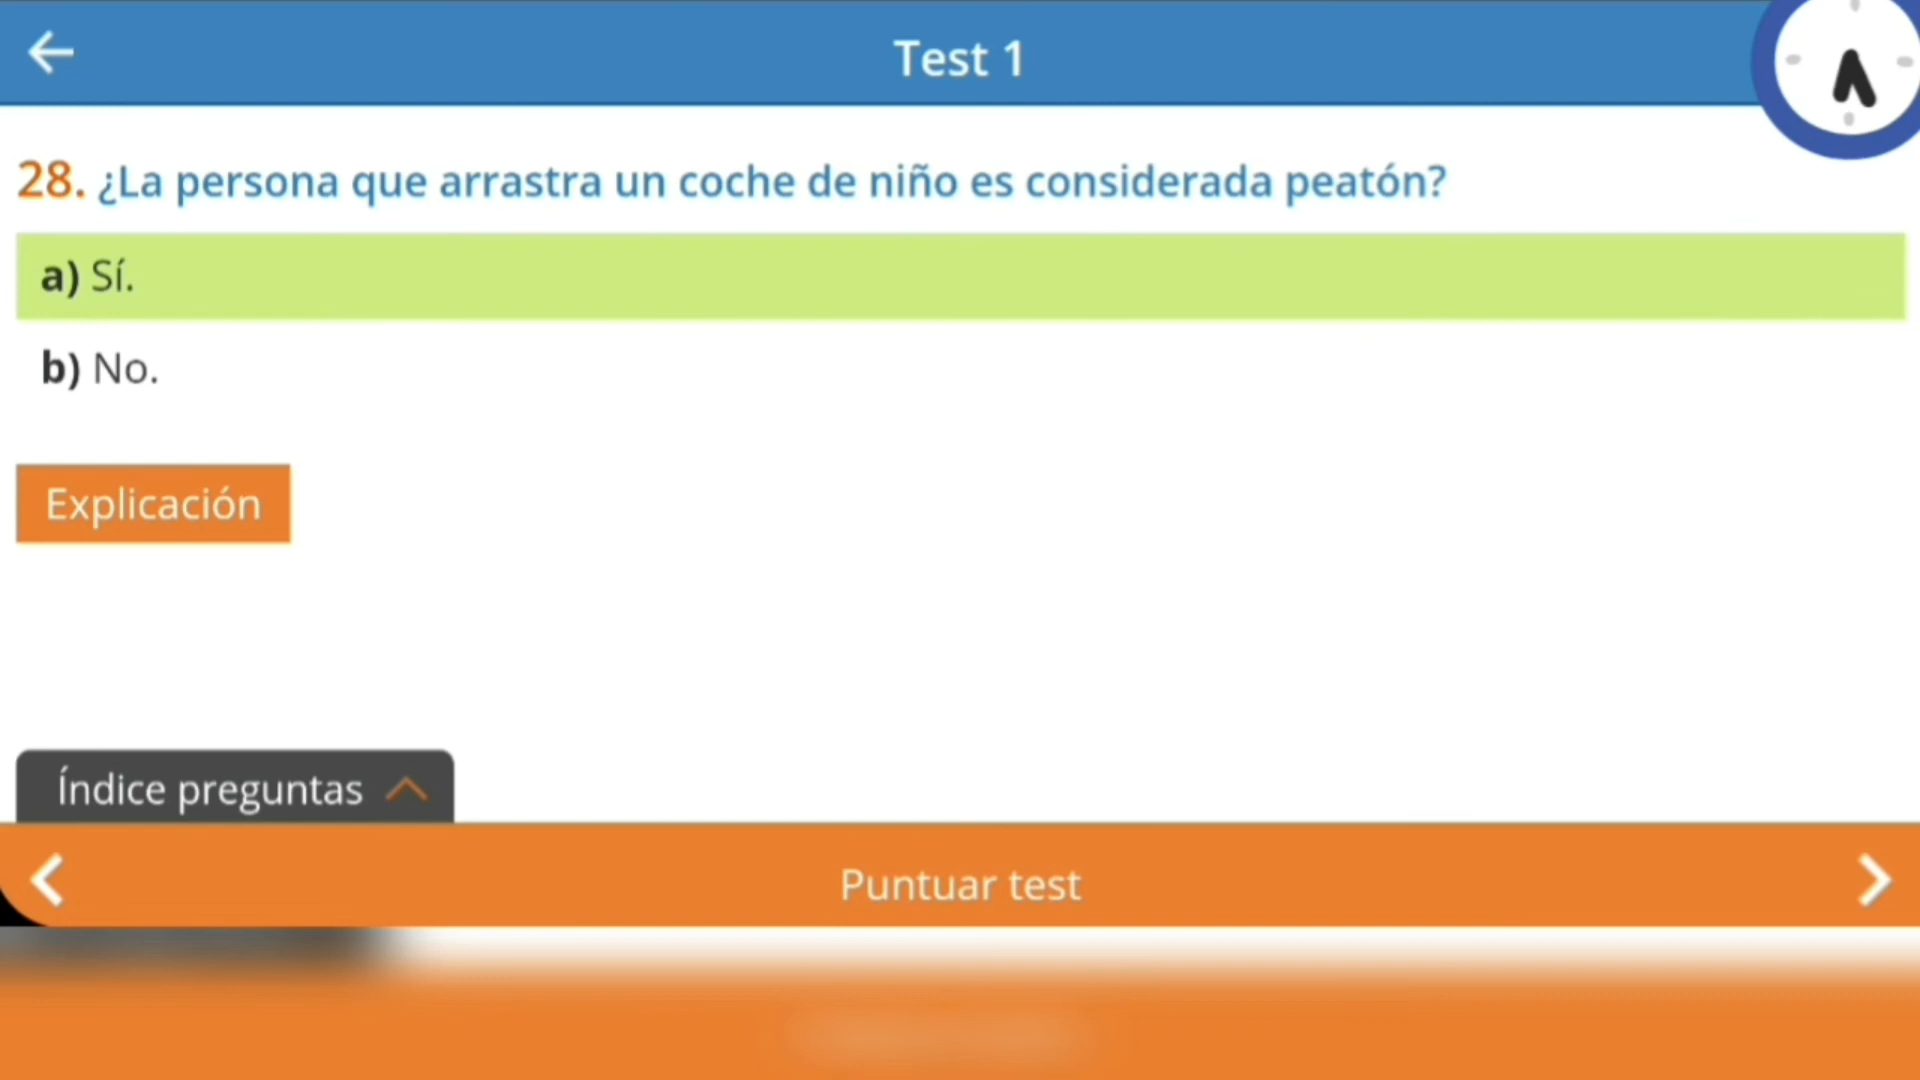 Test 1
28. ¿La persona que arrastra un coche de niño es considerada peatón?
a) Sí.
b) No.
Explicación
Índice preguntas
Puntuar test